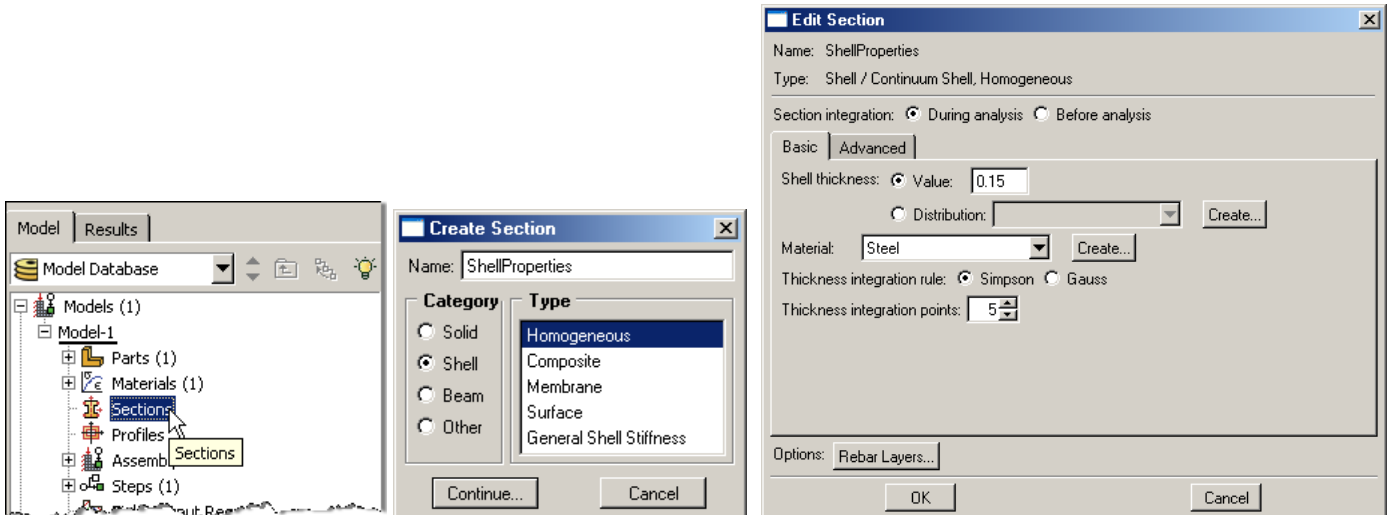 Model Results
Model Database
Models (1)
Model-1
Parts (1)
Materials (1)
Sections
Profiles
Sections
Assemb
Steps (1)
Create Section
Name: ShellProperties
Category
Solid
Shell
Beam
Other
Type
Homogeneous
Composite
Membrane
Surface
General Shell Stiffness
Continue... Cancel
Edit Section
Name: ShellProperties
Type: Shell / Continuum Shell, Homogeneous
Section integration: During analysis Before analysis
Basic Advanced
Shell thickness: Value: 0.15
Distribution: Create...
Material: Steel Create...
Thickness integration rule: Simpson Gauss
Thickness integration points: 5
Options: Rebar Layers...
OK Cancel